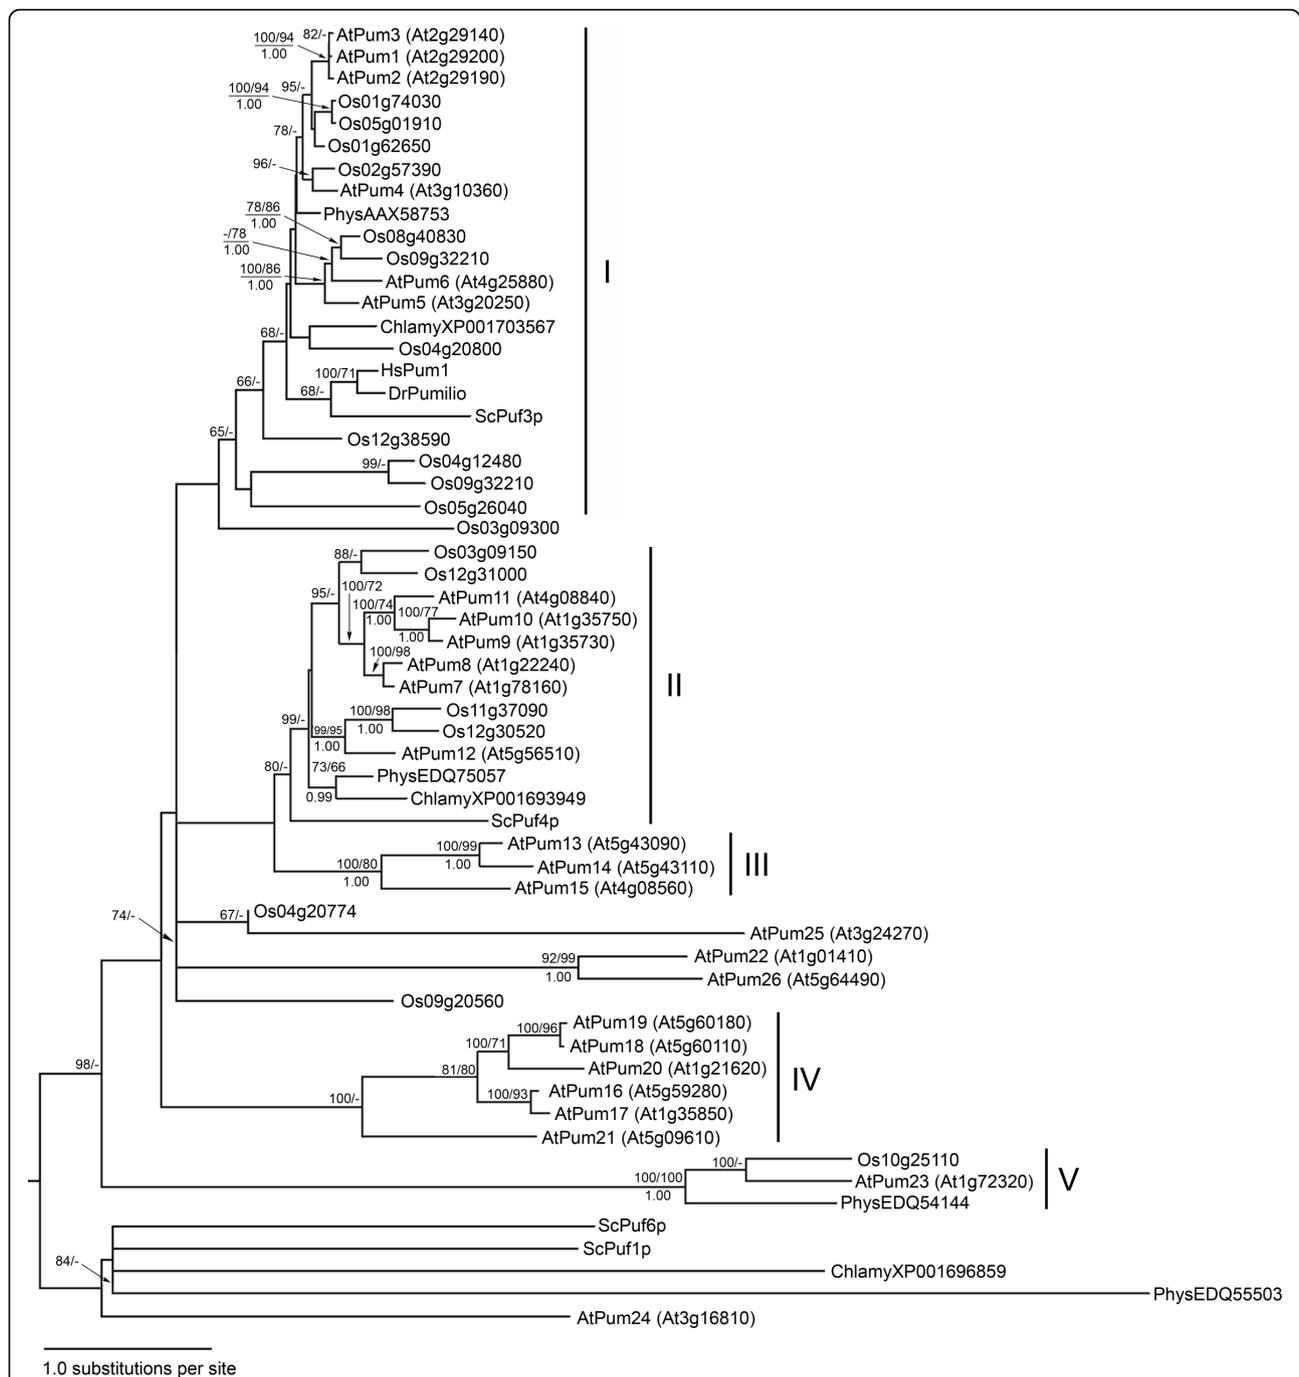 82/-
AtPum3 (At2g29140)
100/94
1.00
AtPum1 (At2g29200)
AtPum2 (At2g29190)
95/-
100/94
1.00
Os01g74030
Os05g01910
78/-
Os01g62650
96/-
Os02g57390
AtPum4 (At3g10360)
78/86
1.00
PhysAAX58753
-/78
1.00
Os08g40830
Os09g32210
I
100/86
1.00
AtPum6 (At4g25880)
AtPum5 (At3g20250)
68/-
ChlamyXP001703567
Os04g20800
100/71
HsPum1
66/-
68/-
DrPumilio
ScPuf3p
65/-
Os12g38590
99/-
Os04g12480
Os09g32210
Os05g26040
Os03g09300
88/-
Os03g09150
Os12g31000
95/-
100/72
100/74
1.00
AtPum11 (At4g08840)
100/77
1.00
AtPum10 (At1g35750)
AtPum9 (At1g35730)
100/98
AtPum8 (At1g22240)
AtPum7 (At1g78160)
II
99/-
100/98
1.00
Os11g37090
99/95
1.00
Os12g30520
AtPum12 (At5g56510)
80/-
73/66
0.99
PhysEDQ75057
ChlamyXP001693949
ScPuf4p
100/99
1.00
AtPum13 (At5g43090)
100/80
1.00
AtPum14 (At5g43110)
III
AtPum15 (At4g08560)
74/-
67/-
Os04g20774
AtPum25 (At3g24270)
92/99
1.00
AtPum22 (At1g01410)
AtPum26 (At5g64490)
Os09g20560
100/96
AtPum19 (At5g60180)
100/71
AtPum18 (At5g60110)
98/-
81/80
AtPum20 (At1g21620)
IV
100/-
100/93
AtPum16 (At5g59280)
AtPum17 (At1g35850)
AtPum21 (At5g09610)
100/-
Os10g25110
100/100
1.00
AtPum23 (At1g72320)
V
PhysEDQ54144
ScPuf6p
84/-
ScPuf1p
ChlamyXP001696859
PhysEDQ55503
AtPum24 (At3g16810)
1.0 substitutions per site